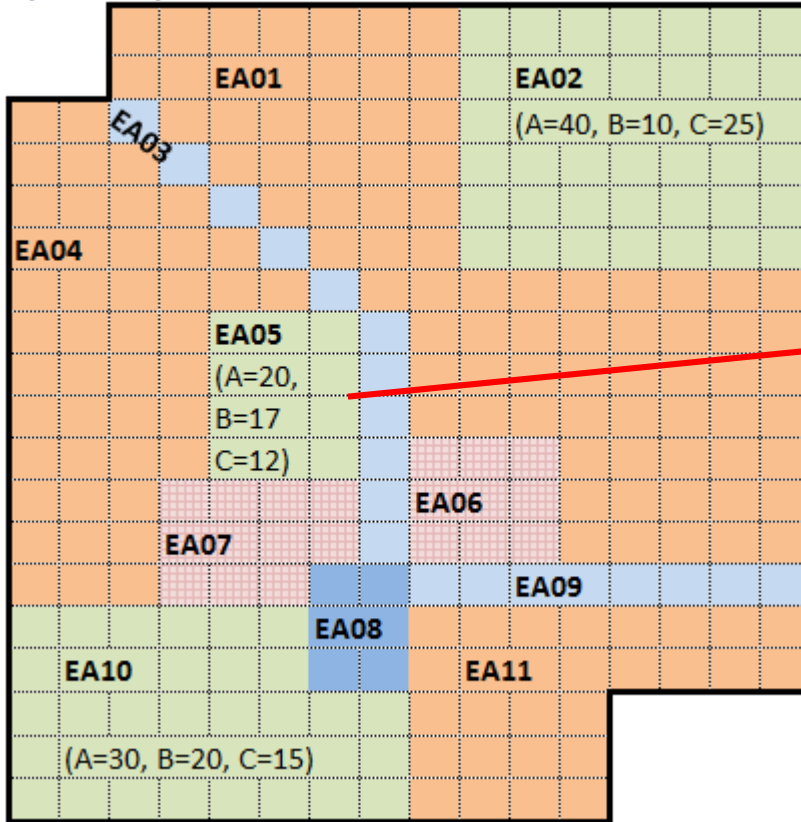 EA01
EA02
(A=40, B=10, C=25)
EA03
EA04
EA05
(A=20,
B=17
C=12)
EA06
EA07
EA09
EA08
EA10
EA11
(A=30, B=20, C=15)